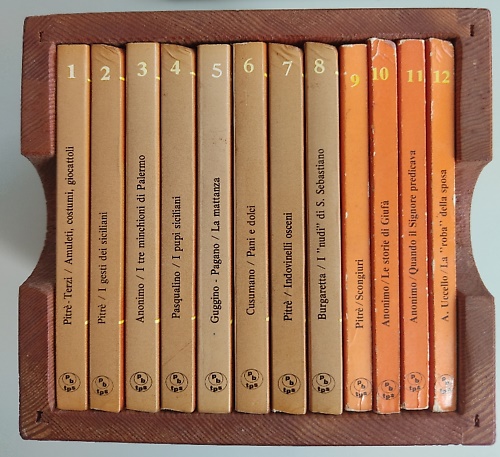 1
Pitrè - Terzi / Amuleti, costumi, giocattoli
2
Pitrè / I gesti dei sibiliani
3
Anonimo / I tre minchioni di Palermo
4
Pasqualino / I pupi siciliani
5
Guggino - Pagano / La mattanza
6
Cusumano / Pani e dolci
7
Pitrè / Indovinelli osceni
8
Burgaretta / I "nudi" di S. Sebastiano
9
Pitrè / Scongiuri
10
Anonimo / Le storie di Giufà
11
Anonimo / Quando il Signore predicava
12
A. Uccello / La "roba" della sposa